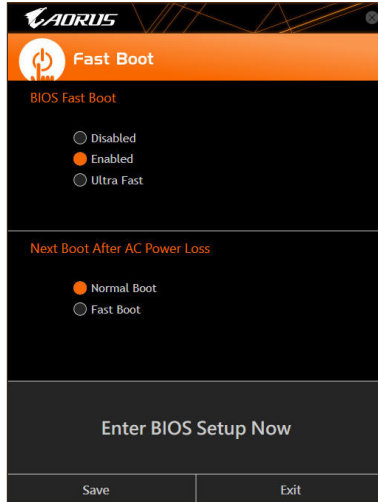 AORUS
Fast Boot
BIOS Fast Boot
Disabled
Enabled
Ultra Fast
Next Boot After AC Power Loss
Normal Boot
Fast Boot
Enter BIOS Setup Now
Save Exit